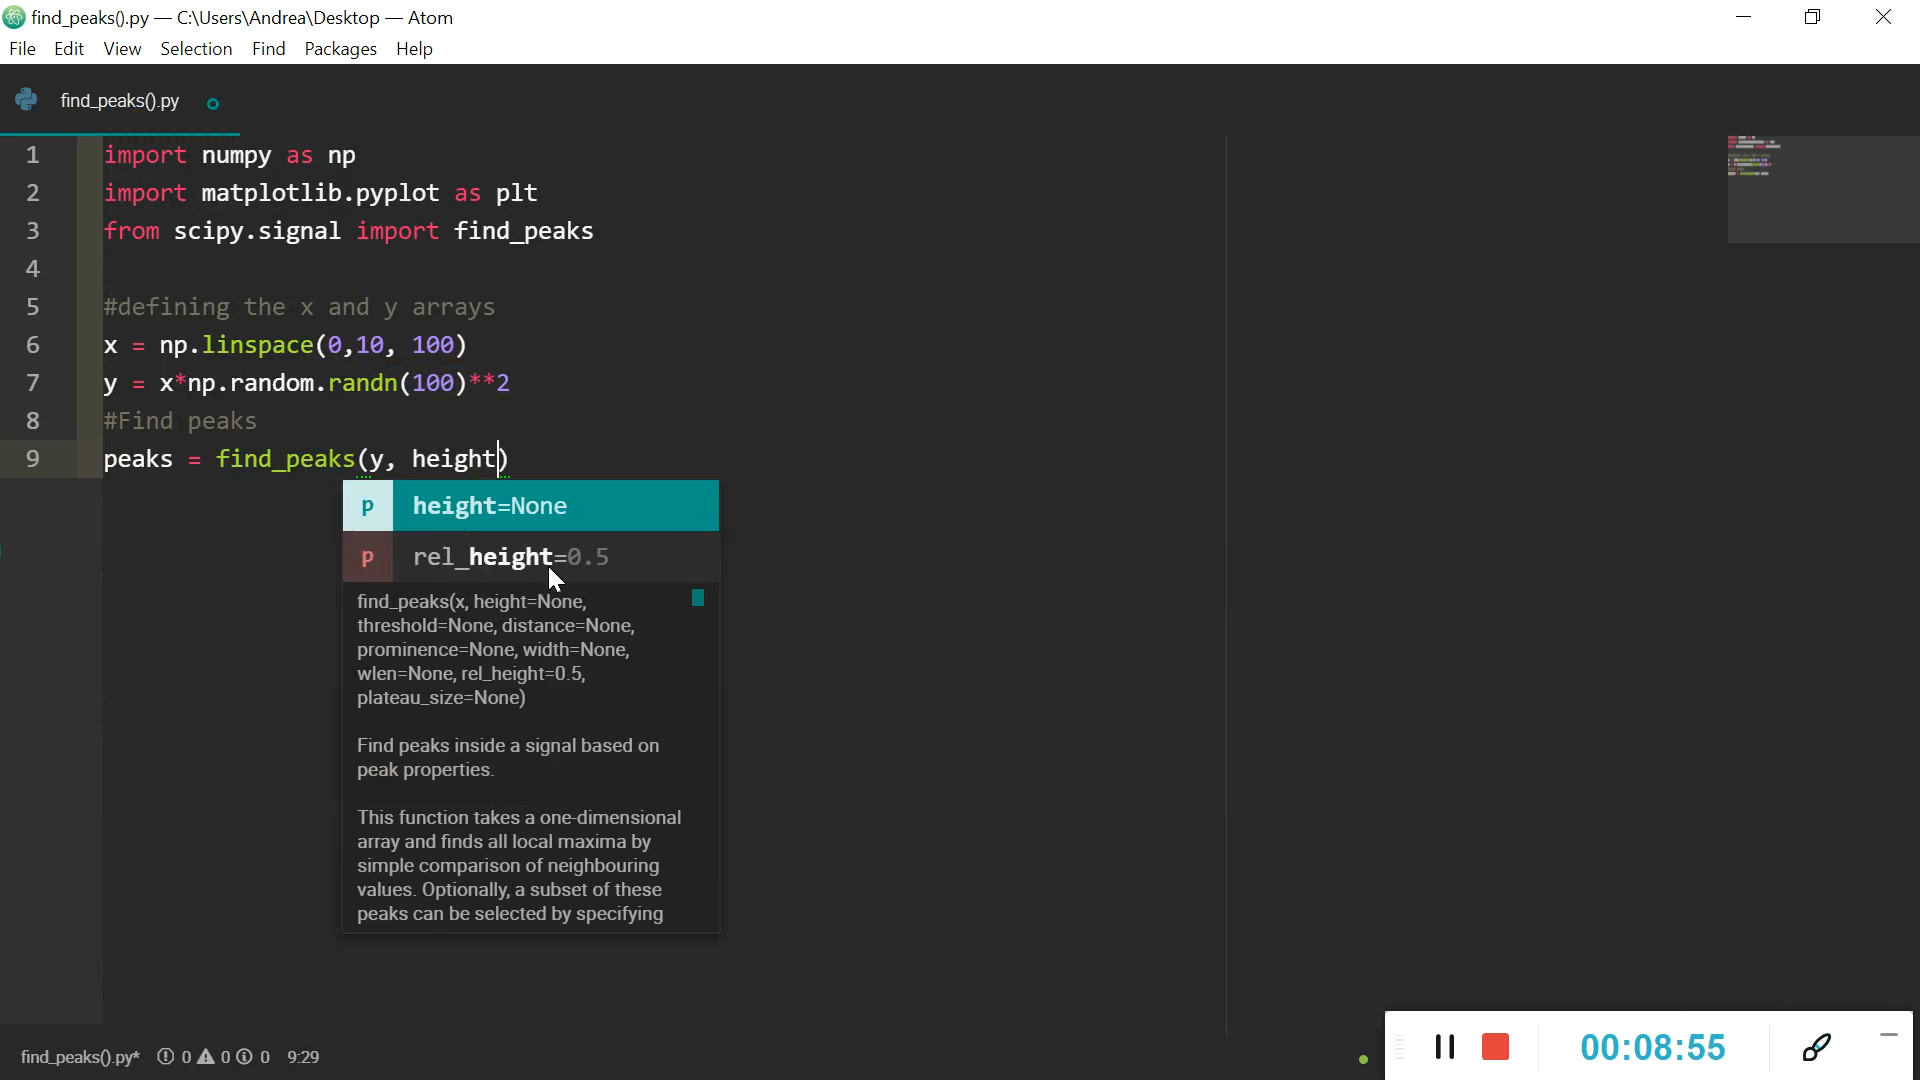 find_peaks().py — C:\Users\Andrea\Desktop — Atom
File Edit View Selection Find Packages Help
find_peaks().py
1 import numpy as np
2 import matplotlib.pyplot as plt
3 from scipy.signal import find_peaks
4
5 #defining the x and y arrays
6 x = np.linspace(0,10, 100)
7 y = x*np.random.randn(100)**2
8 #Find peaks
9 peaks = find_peaks(y, height)
p height=None
p rel_height=0.5
find_peaks(x, height=None,
threshold=None, distance=None,
prominence=None, width=None,
wlen=None, rel_height=0.5,
plateau_size=None)
Find peaks inside a signal based on
peak properties.
This function takes a one-dimensional
array and finds all local maxima by
simple comparison of neighbouring
values. Optionally, a subset of these
peaks can be selected by specifying
find_peaks().py* 0 0 0 9:29
00:08:55